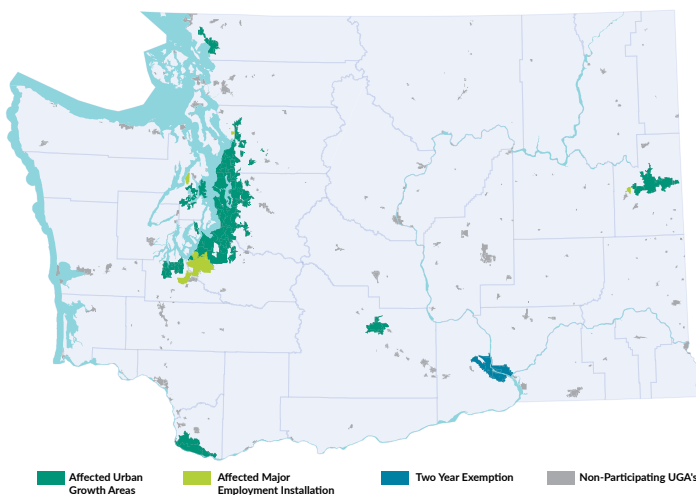 Affected Urban
Growth Areas
Affected Major
Employment Installation
Two Year Exemption
Non-Participating UGA's